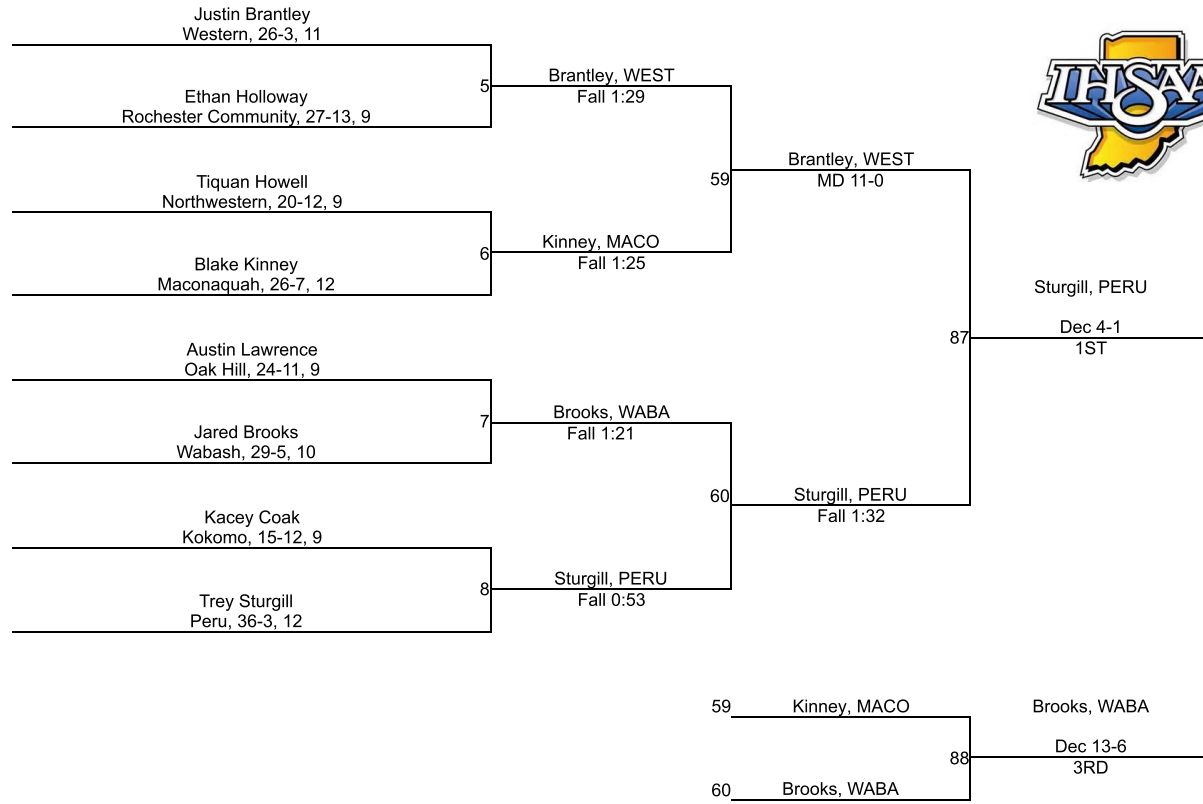 Justin Brantley
Western, 26-3, 11
Ethan Holloway
Rochester Community, 27-13, 9
5
Brantley, WEST
Fall 1:29
Tiquan Howell
Northwestern, 20-12, 9
Blake Kinney
Maconaquah, 26-7, 12
6
Kinney, MACO
Fall 1:25
59
Brantley, WEST
MD 11-0
Austin Lawrence
Oak Hill, 24-11, 9
Jared Brooks
Wabash, 29-5, 10
7
Brooks, WABA
Fall 1:21
Kacey Coak
Kokomo, 15-12, 9
Trey Sturgill
Peru, 36-3, 12
8
Sturgill, PERU
Fall 0:53
60
Sturgill, PERU
Fall 1:32
87
Sturgill, PERU
Dec 4-1
1ST
IHSAA
59
Kinney, MACO
60
Brooks, WABA
88
Brooks, WABA
Dec 13-6
3RD